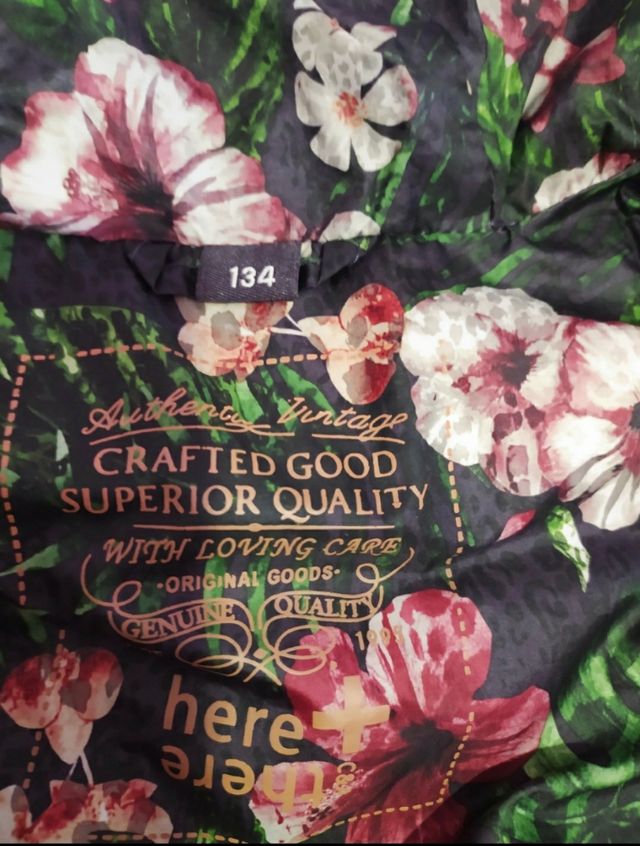 134
Authentic Vintage
CRAFTED GOOD
SUPERIOR QUALITY
WITH LOVING CARE
·ORIGINAL GOODS·
GENUINE QUALITY
here +
there